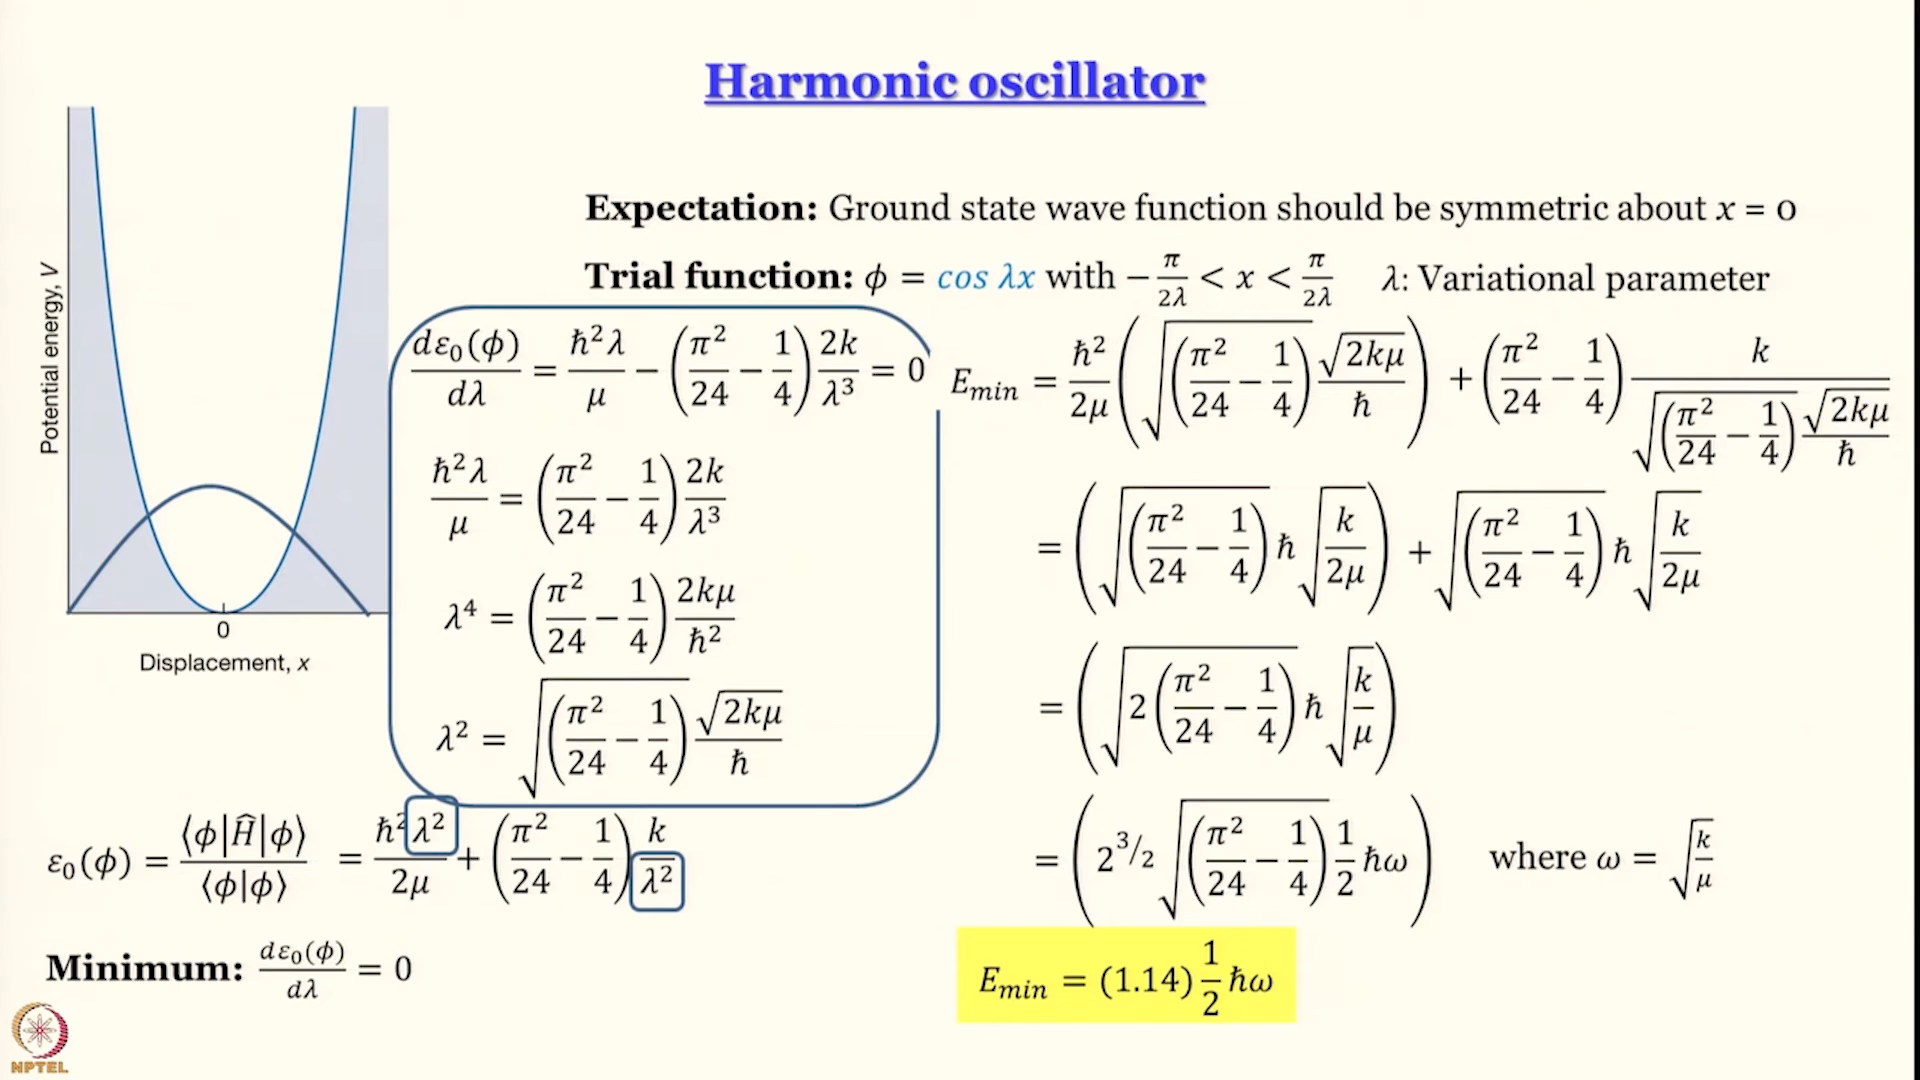 Harmonic oscillator
Expectation: Ground state wave function should be symmetric about x = 0
Trial function: ϕ = cos λx with −π/2λ < x < π/2λ λ: Variational parameter
Potential energy, V
0
Displacement, x
dε₀(ϕ)/dλ = ħ²λ/μ − (π²/24 − 1/4) 2k/λ³ = 0
ħ²λ/μ = (π²/24 − 1/4) 2k/λ³
λ⁴ = (π²/24 − 1/4) 2kμ/ħ²
λ² = √(π²/24 − 1/4) √2kμ/ħ
ε₀(ϕ) = ⟨ϕ|Ĥ|ϕ⟩/⟨ϕ|ϕ⟩ = ħ²λ²/2μ + (π²/24 − 1/4) k/λ²
Minimum: dε₀(ϕ)/dλ = 0
E_min = ħ²/2μ (√(π²/24 − 1/4) √2kμ/ħ) + (π²/24 − 1/4) k/(√(π²/24 − 1/4) √2kμ/ħ)
= (√(π²/24 − 1/4) ħ √(k/2μ)) + √(π²/24 − 1/4) ħ √(k/2μ)
= (√(2(π²/24 − 1/4)) ħ √(k/μ))
= (2^3/2 √(π²/24 − 1/4) 1/2 ħω) where ω = √(k/μ)
E_min = (1.14) 1/2 ħω
NPTEL